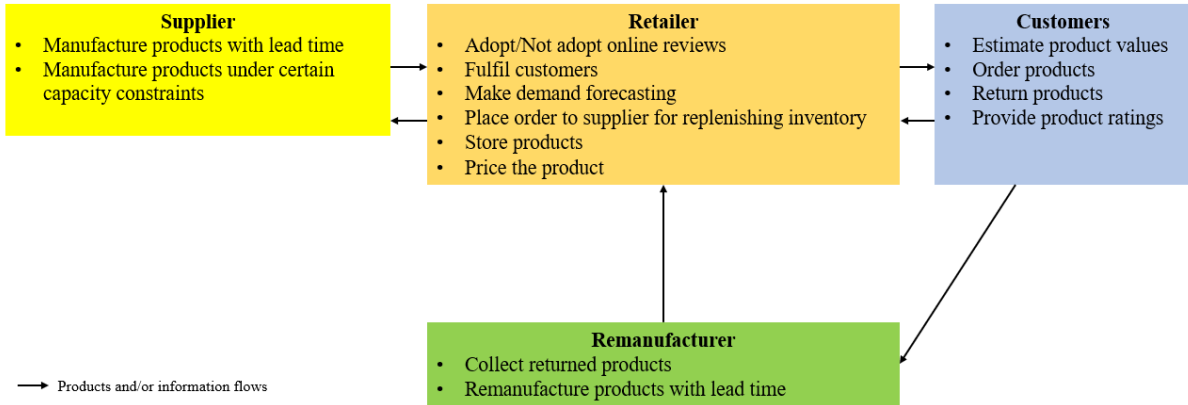 Supplier
• Manufacture products with lead time
• Manufacture products under certain
capacity constraints
Retailer
• Adopt/Not adopt online reviews
• Fulfil customers
• Make demand forecasting
• Place order to supplier for replenishing inventory
• Store products
• Price the product
Customers
• Estimate product values
• Order products
• Return products
• Provide product ratings
Remanufacturer
• Collect returned products
• Remanufacture products with lead time
Products and/or information flows